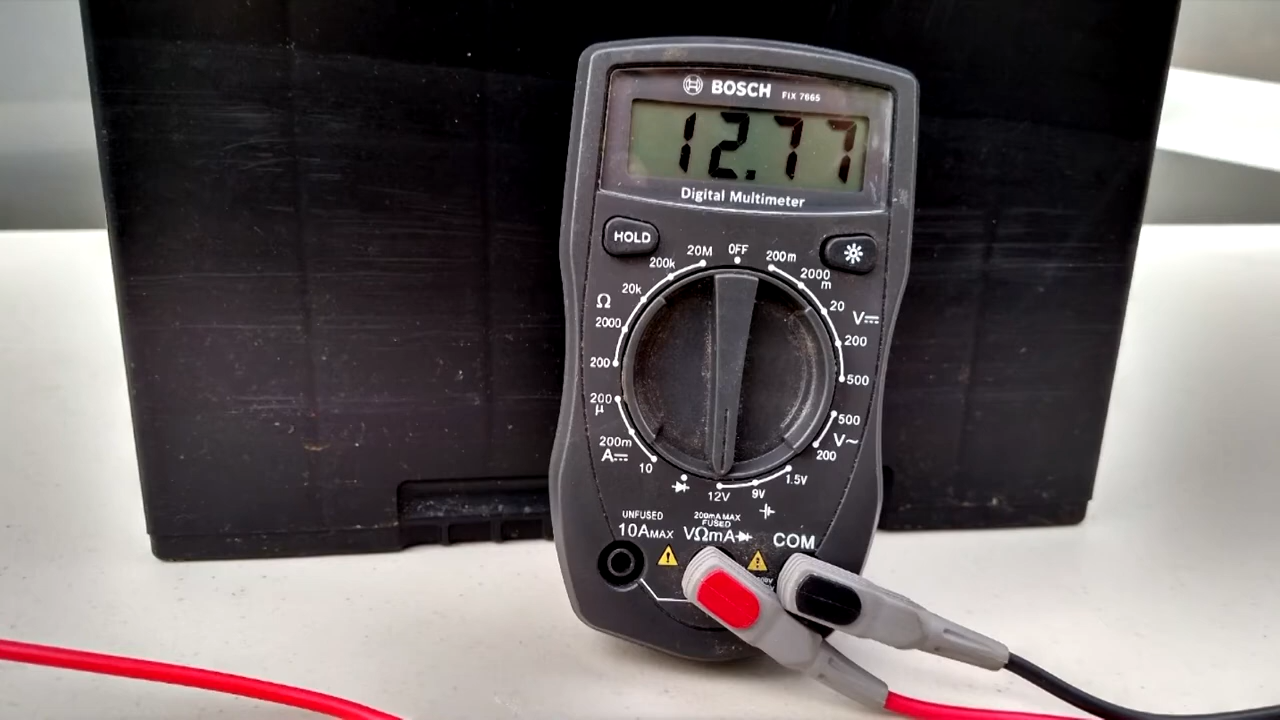 BOSCH FIX 7665
12.77
Digital Multimeter
HOLD
OFF
20M
200k
20k
Ω
2000
200
200
µ
200m
A
10
200m
2000
m
20
V
200
500
500
V~
200
1.5V
9V
12V
UNFUSED
10AMAX
200mA MAX
FUSED
VΩmA
COM